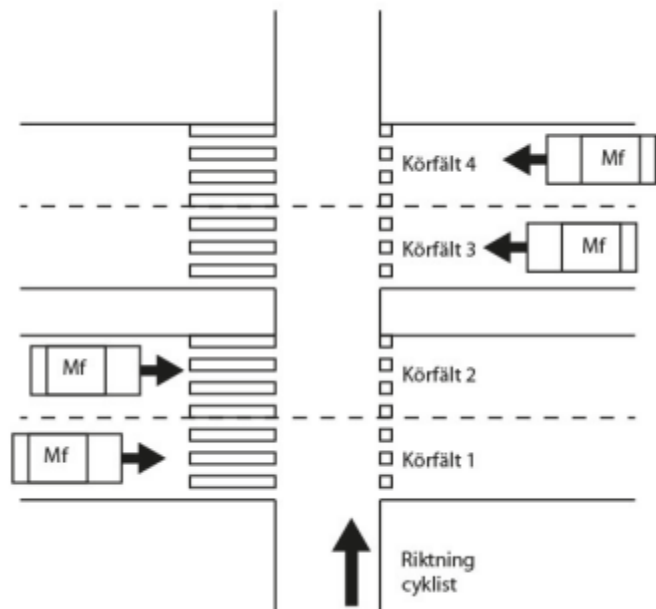 Körfält 4
Mf
Körfält 3
Mf
Mf
Körfält 2
Mf
Körfält 1
Riktning
cyklist